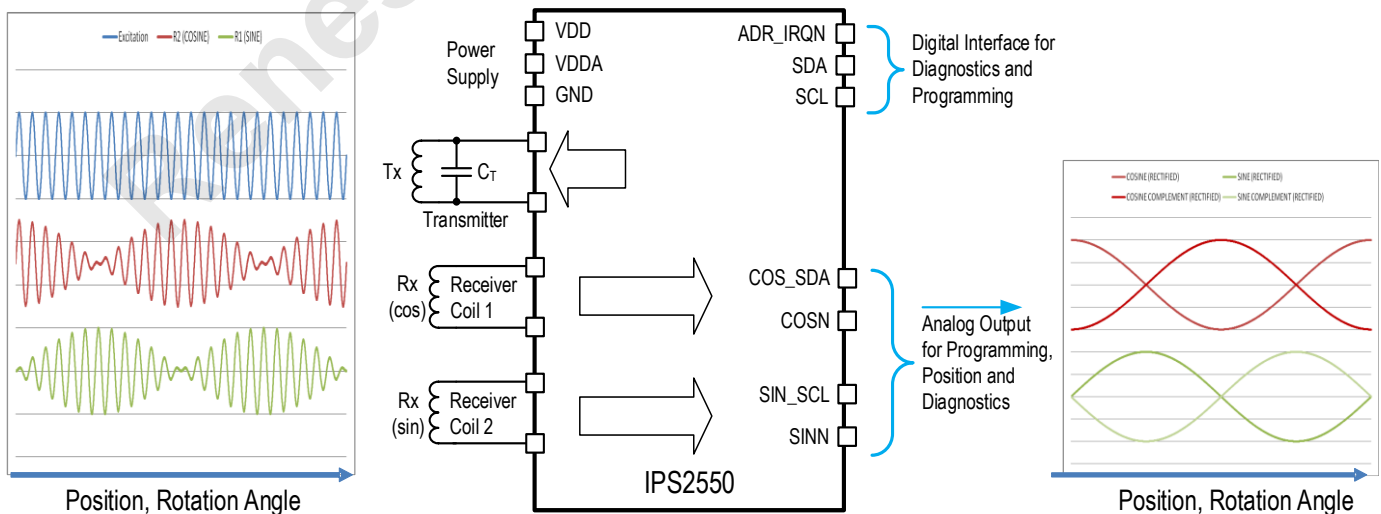 Excitation R2 (COSINE) R1 (SINE)
Position, Rotation Angle
Power
Supply
VDD
VDDA
GND
Tx
CT
Transmitter
Rx
(cos)
Receiver
Coil 1
Rx
(sin)
Receiver
Coil 2
ADR_IRQN
SDA
SCL
COS_SDA
COSN
SIN_SCL
SINN
IPS2550
Digital Interface for
Diagnostics and
Programming
Analog Output
for Programming,
Position and
Diagnostics
COSINE (RECTIFIED) SINE (RECTIFIED)
COSINE COMPLEMENT (RECTIFIED) SINE COMPLEMENT (RECTIFIED)
Position, Rotation Angle